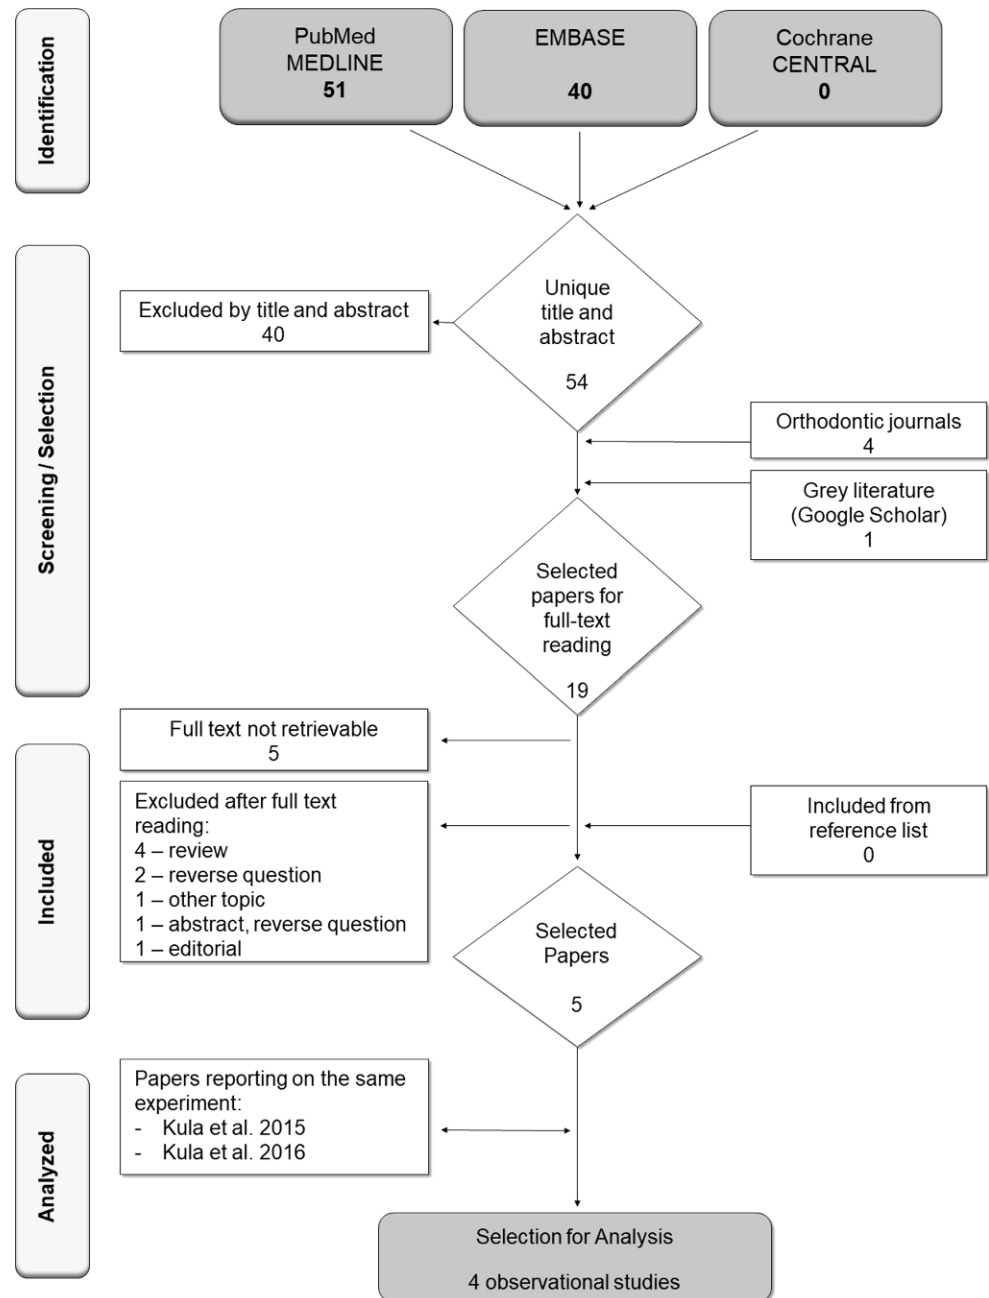 Identification
PubMed
MEDLINE
51
EMBASE
40
Cochrane
CENTRAL
0
Screening / Selection
Unique
title and
abstract
54
Excluded by title and abstract
40
Orthodontic journals
4
Grey literature
(Google Scholar)
1
Selected
papers for
full-text
reading
19
Included
Full text not retrievable
5
Excluded after full text
reading:
4 – review
2 – reverse question
1 – other topic
1 – abstract, reverse question
1 – editorial
Included from
reference list
0
Selected
Papers
5
Analyzed
Papers reporting on the same
experiment:
- Kula et al. 2015
- Kula et al. 2016
Selection for Analysis
4 observational studies